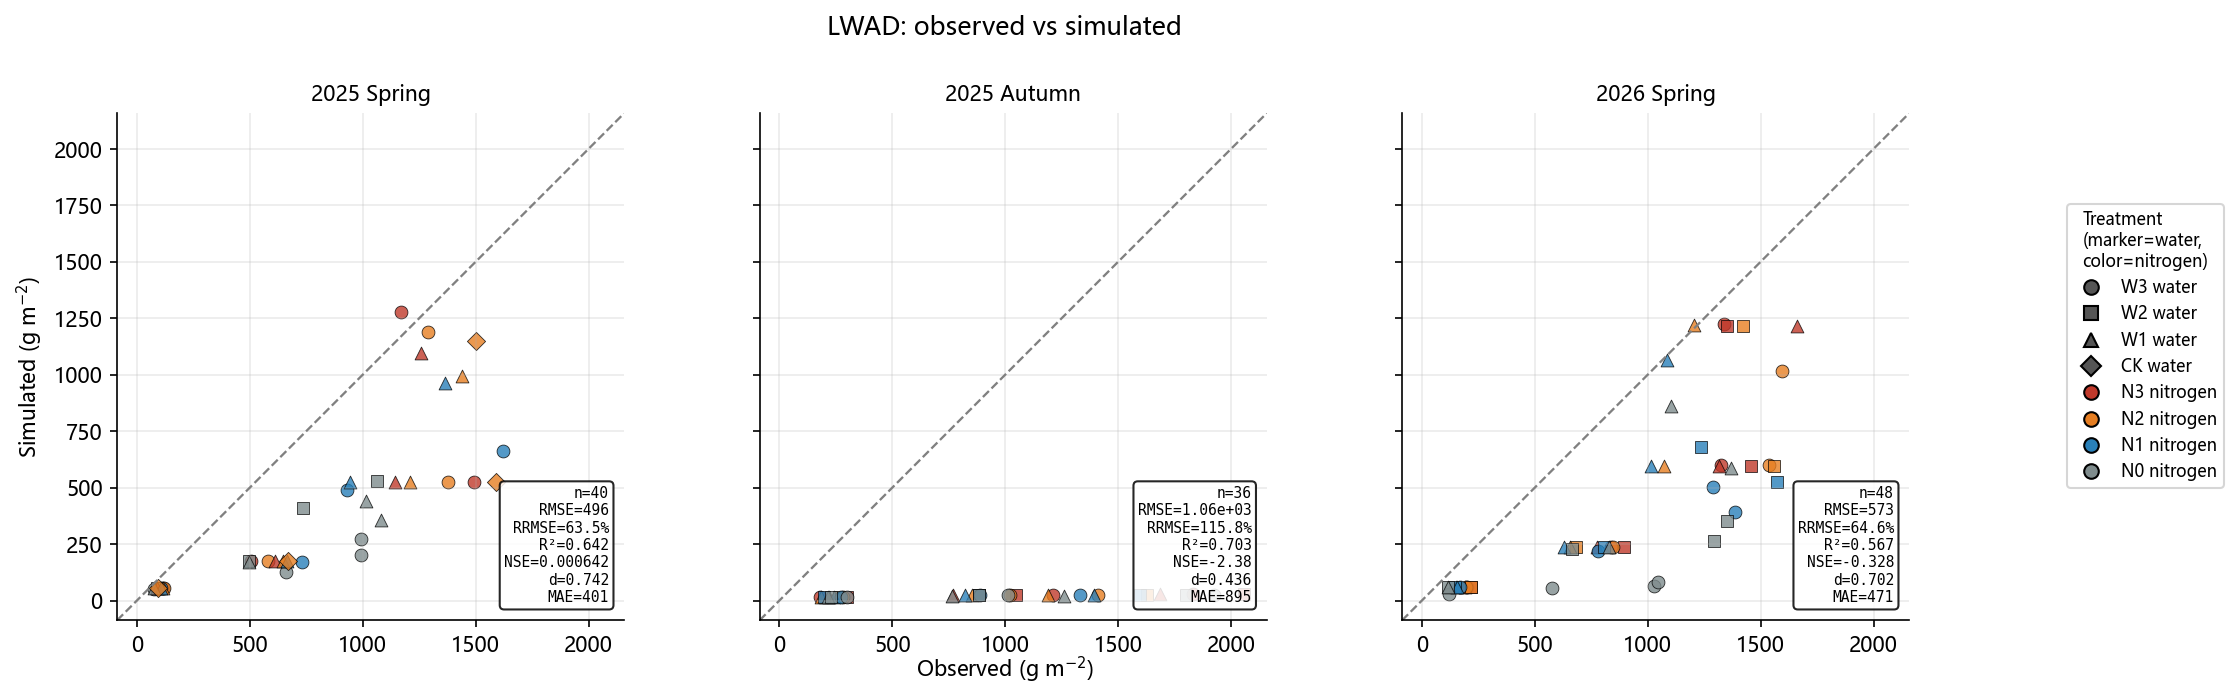 LWAD: observed vs simulated
2025 Spring
2025 Autumn
2026 Spring
Simulated (g m⁻²)
2000
1750
1500
1250
1000
750
500
250
0
n=40
RMSE=496
RRMSE=63.5%
R²=0.642
NSE=0.000642
d=0.742
MAE=401
n=36
RMSE=1.06e+03
RRMSE=115.8%
R²=0.703
NSE=-2.38
d=0.436
MAE=895
n=48
RMSE=573
RRMSE=64.6%
R²=0.567
NSE=-0.328
d=0.702
MAE=471
0 500 1000 1500 2000
0 500 1000 1500 2000
0 500 1000 1500 2000
Observed (g m⁻²)
Treatment
(marker=water,
color=nitrogen)
W3 water
W2 water
W1 water
CK water
N3 nitrogen
N2 nitrogen
N1 nitrogen
N0 nitrogen